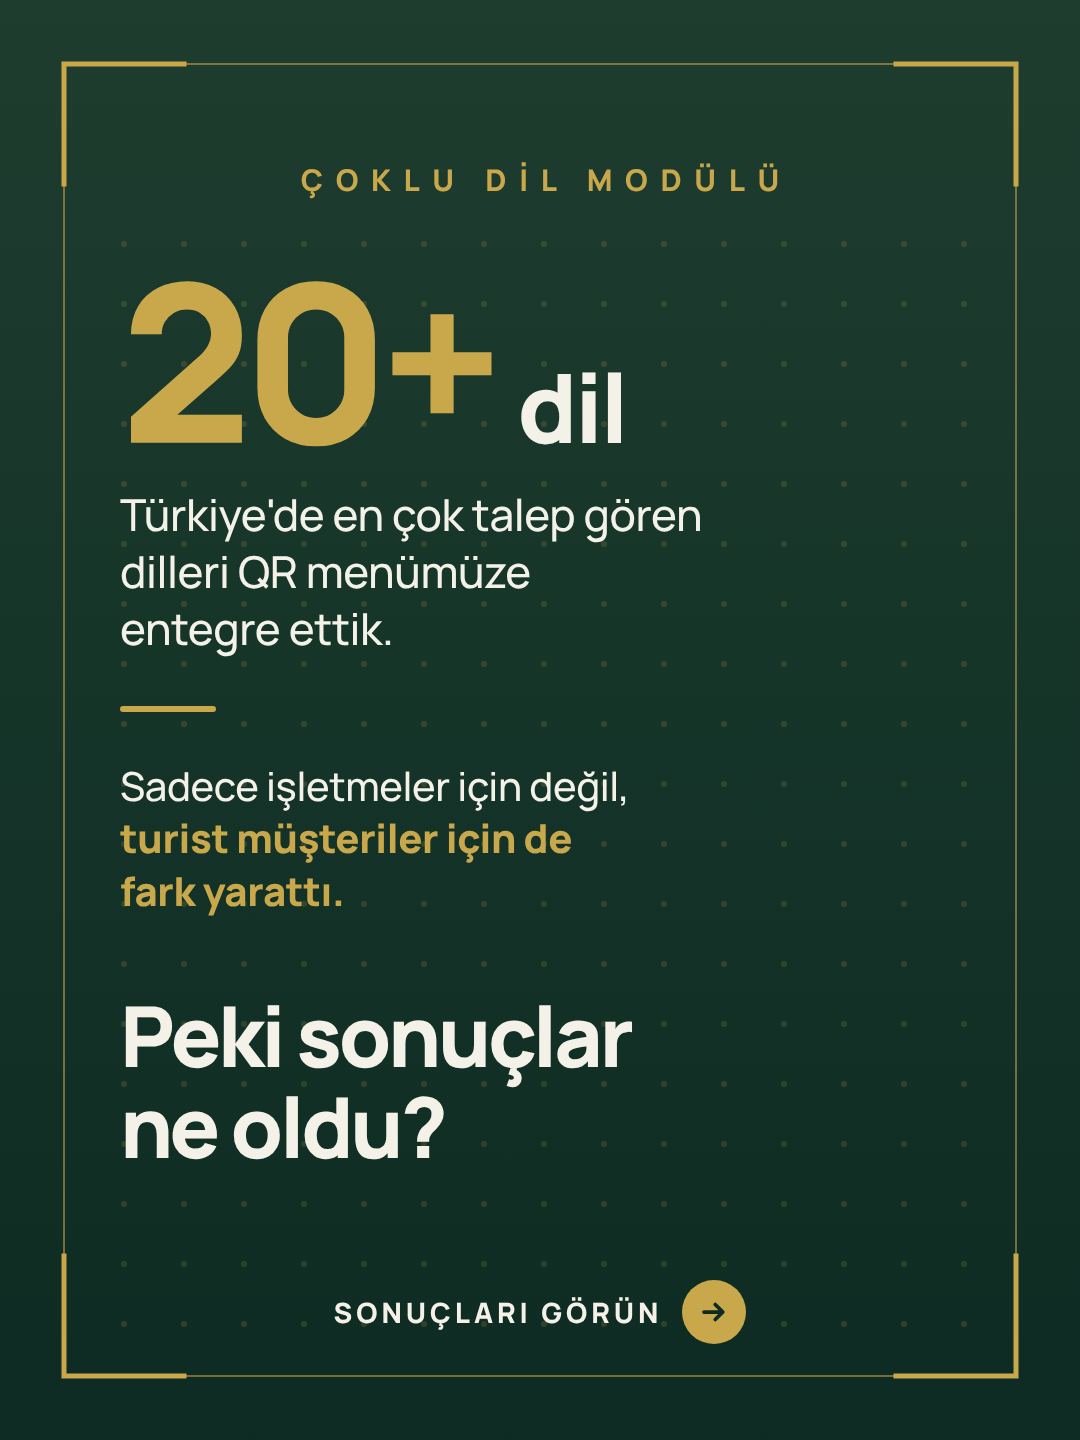 ÇOKLU DİL MODÜLÜ
20+ dil
Türkiye'de en çok talep gören
dilleri QR menümüze
entegre ettik.
Sadece işletmeler için değil,
turist müşteriler için de
fark yarattı.
Peki sonuçlar
ne oldu?
SONUÇLARI GÖRÜN